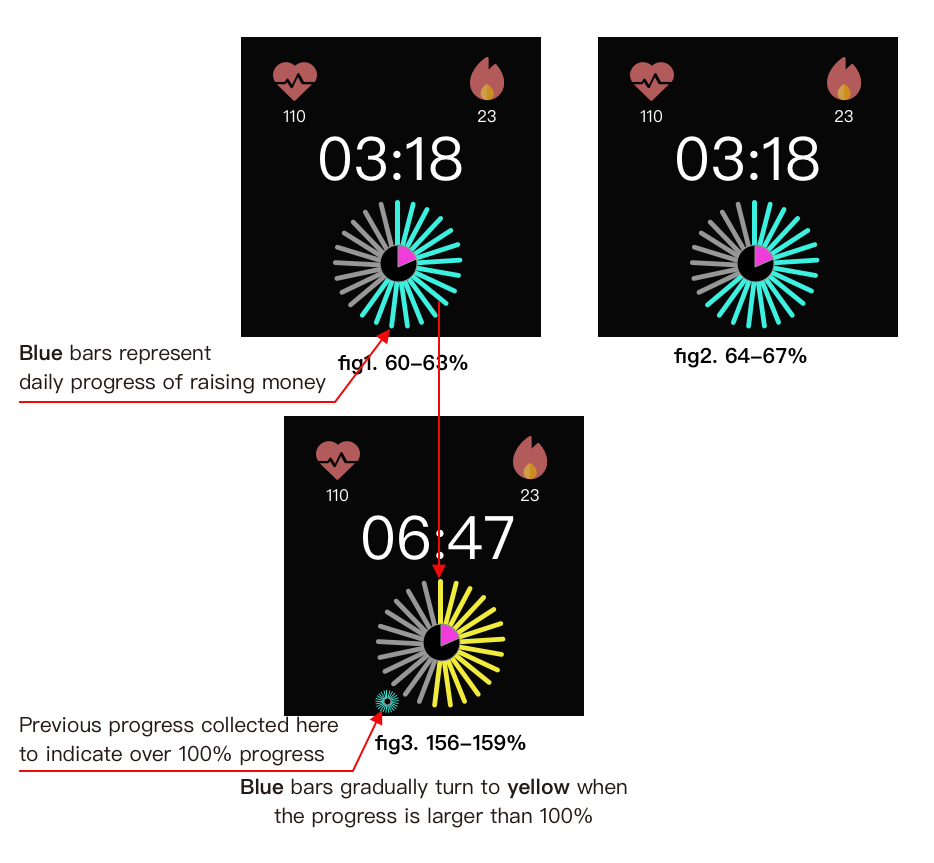 110
23
03:18
110
23
03:18
Blue bars represent
daily progress of raising money
fig1. 60–63%
fig2. 64–67%
110
23
06:47
Previous progress collected here
to indicate over 100% progress
fig3. 156–159%
Blue bars gradually turn to yellow when
the progress is larger than 100%